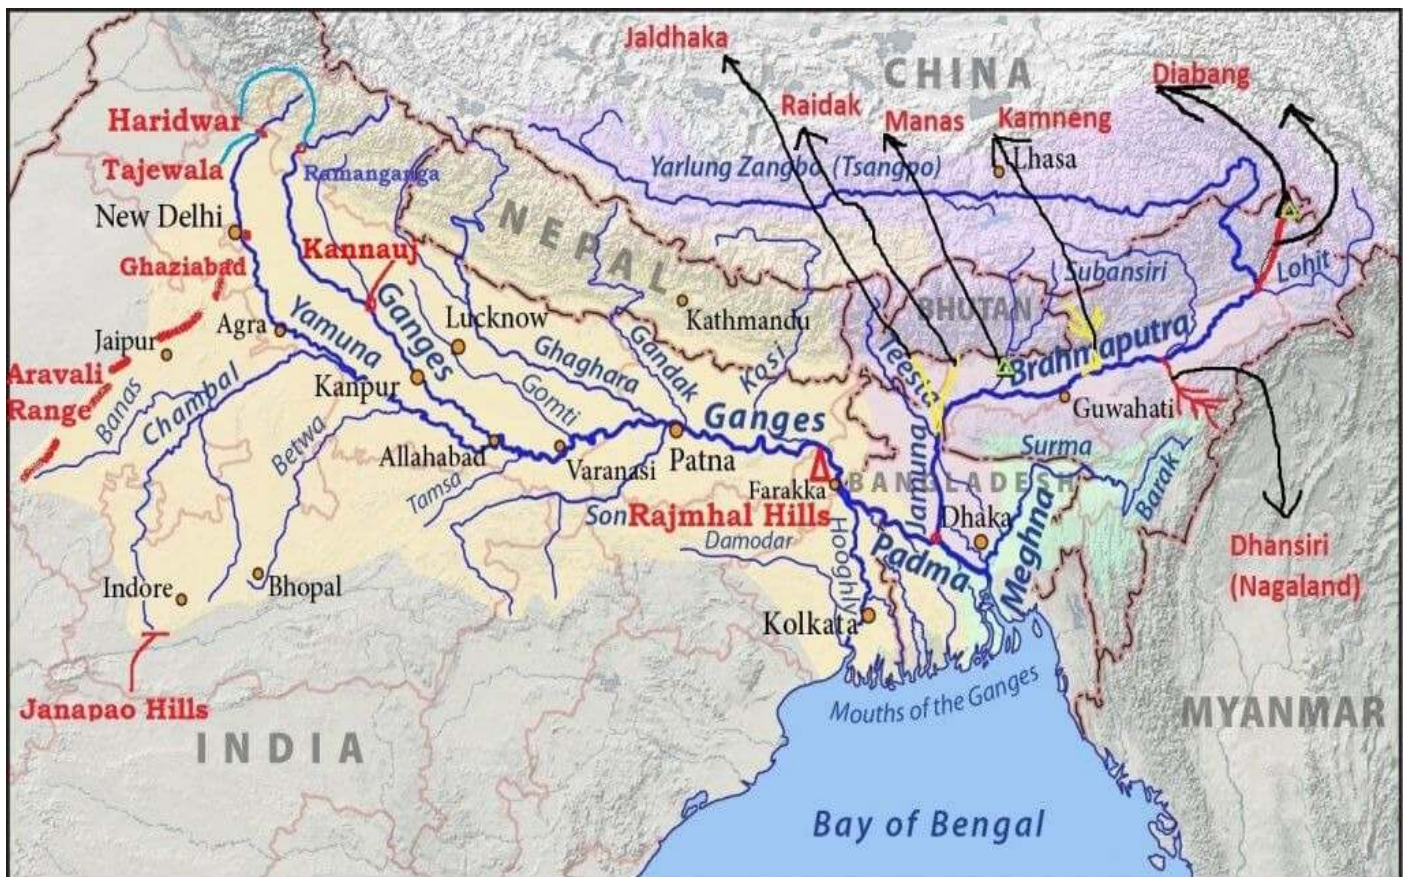 Jaldhaka
CHINA
Diabang
Raidak
Manas
Kamneng
Haridwar
Tajewala
Ramanganga
Yarlung Zangbo (Tsangpo)
Lhasa
New Delhi
NEPAL
Kannauj
Ghaziabad
Subansiri
Lohit
BHUTAN
Jaipur
Agra
Yamuna
Ganges
Lucknow
Kathmandu
Aravali
Range
Banas
Chambal
Kanpur
Ghaghara
Gandak
Kosi
Teesta
Brahmaputra
Gomti
Guwahati
Betwa
Ganges
Allahabad
Varanasi
Patna
Surma
Tamsa
Farakka
BANGLADESH
Jamuna
Barak
Son
Rajmhal Hills
Damodar
Hooghly
Padma
Dhaka
Meghna
Dhansiri
(Nagaland)
Indore
Bhopal
Kolkata
Janapao Hills
Mouths of the Ganges
MYANMAR
INDIA
Bay of Bengal